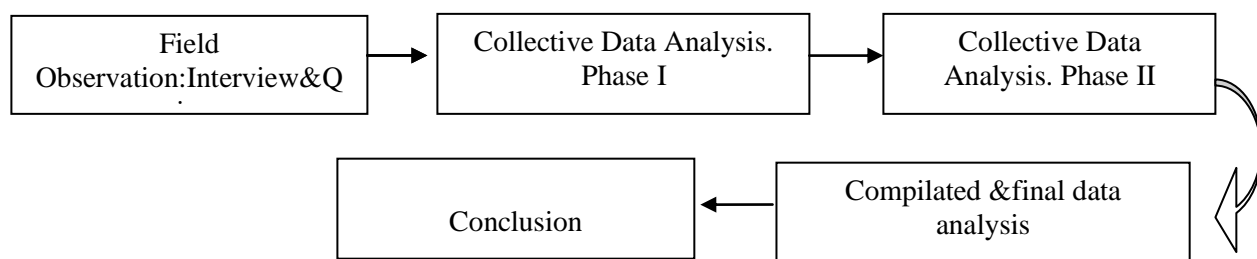 Field
Observation:Interview&Q
Collective Data Analysis.
Phase I
Collective Data
Analysis. Phase II
Compilated &final data
analysis
Conclusion